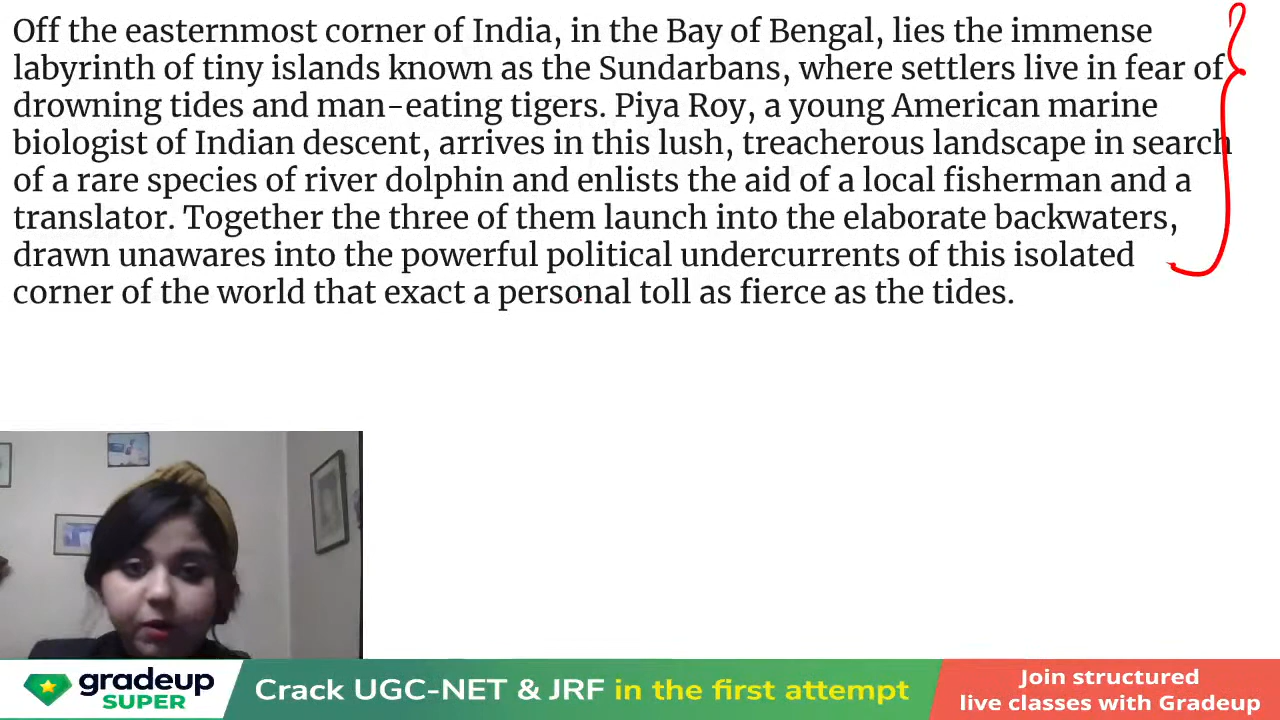 Off the easternmost corner of India, in the Bay of Bengal, lies the immense
labyrinth of tiny islands known as the Sundarbans, where settlers live in fear of
drowning tides and man-eating tigers. Piya Roy, a young American marine
biologist of Indian descent, arrives in this lush, treacherous landscape in search
of a rare species of river dolphin and enlists the aid of a local fisherman and a
translator. Together the three of them launch into the elaborate backwaters,
drawn unawares into the powerful political undercurrents of this isolated
corner of the world that exact a personal toll as fierce as the tides.
gradeup
SUPER
Crack UGC-NET & JRF in the first attempt
Join structured
live classes with Gradeup